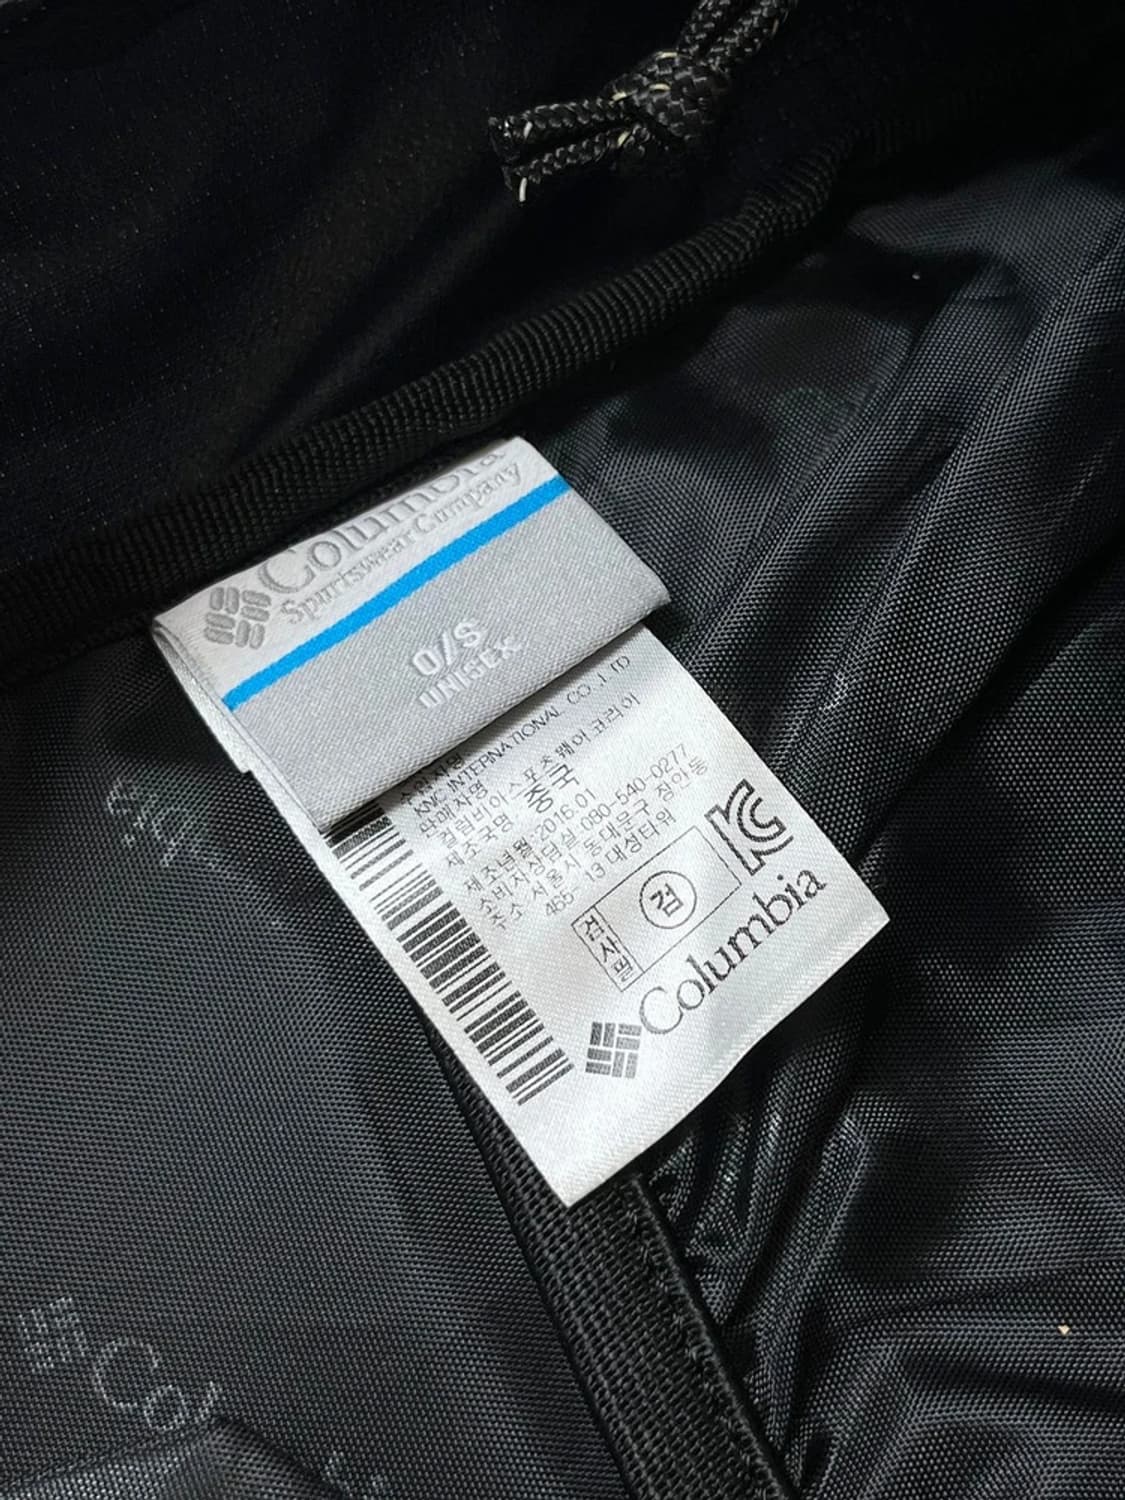 Columbia
Sportswear Company
O/S
UNISEX
수입자명:
KNC INTERNATIONAL CO., LTD
판매자명
컬럼비아스포츠웨어코리아
제조국명 중국
제조년월:2016.01
소비자상담실:080-540-0277
주소 서울시 동대문구 장안동
465-13 대성타워
검사필
검
KC
Columbia
Col